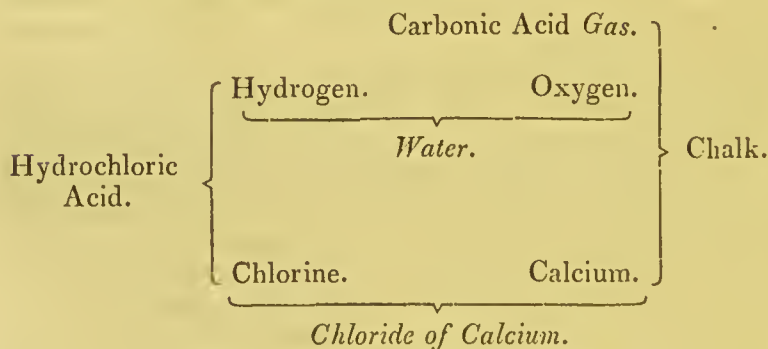 Carbonic Acid Gas.
Hydrogen. Oxygen.
Water.
Hydrochloric
Acid.
Chalk.
Chlorine. Calcium.
Chloride of Calcium.